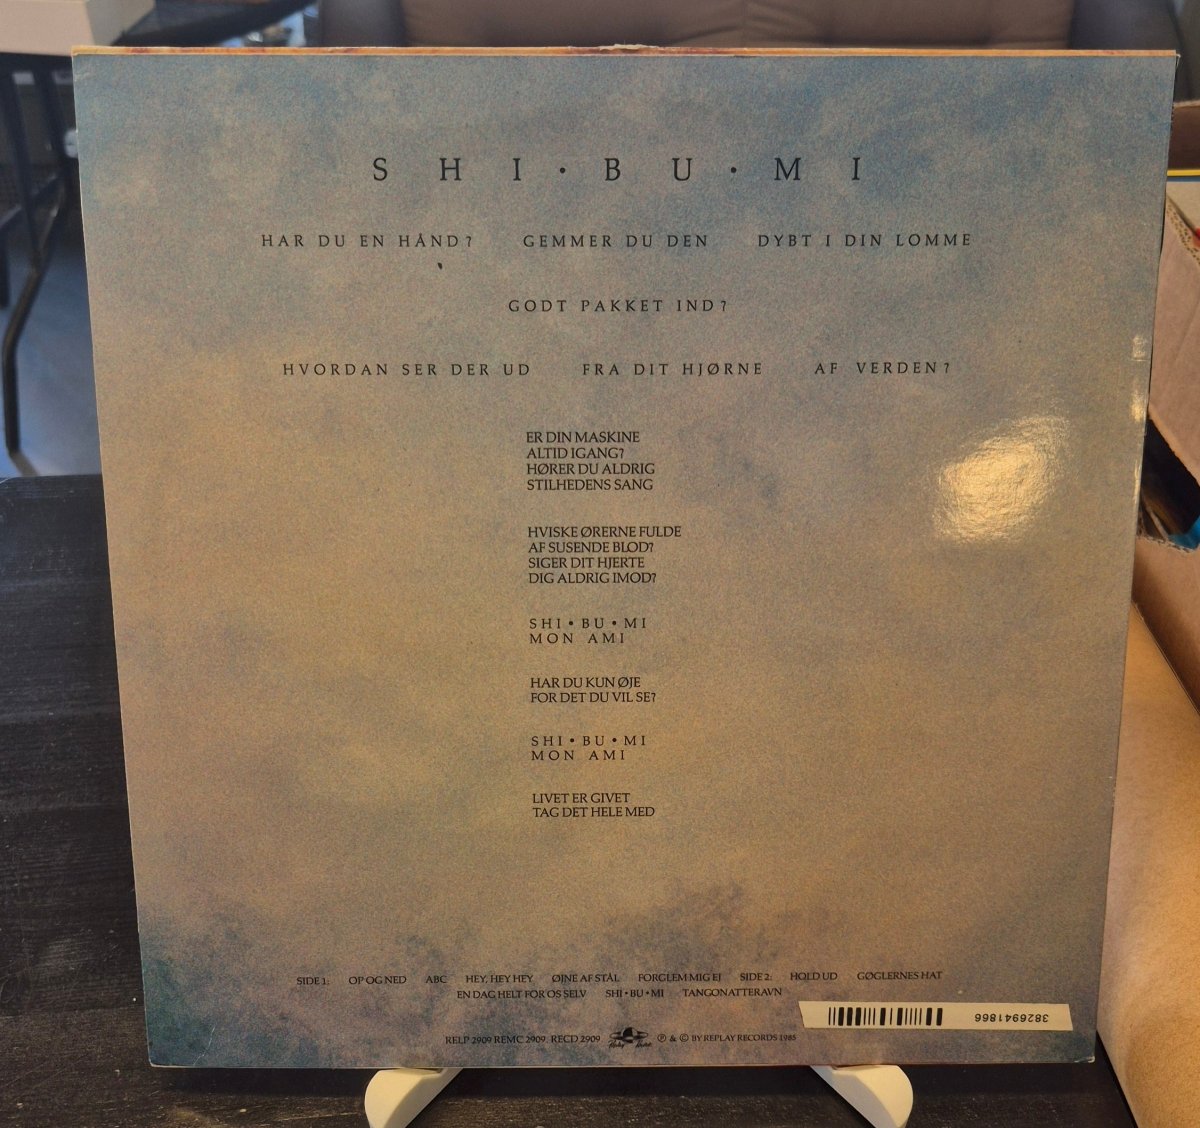 SHI•BU•MI
HAR DU EN HÅND? GEMMER DU DEN DYBT I DIN LOMME
GODT PAKKET IND?
HVORDAN SER DER UD FRA DIT HJØRNE AF VERDEN?
ER DIN MASKINE
ALTID IGANG?
HØRER DU ALDRIG
STILHEDENS SANG
HVISKE ØRERNE FULDE
AF SUSENDE BLOD?
SIGER DIT HJERTE
DIG ALDRIG IMOD?
SHI•BU•MI
MON AMI
HAR DU KUN ØJE
FOR DET DU VIL SE?
SHI•BU•MI
MON AMI
LIVET ER GIVET
TAG DET HELE MED
SIDE 1: OP OG NED ABC HEY, HEY HEY ØJNE AF STÅL FORGLEM MIG EJ SIDE 2: HOLD UD GØGLERNES HAT
EN DAG HELT FOR OS SELV SHI•BU•MI TANGONATTERAVN
3826941866
RELP 2909 REMC 2909. RECD 2909 ℗ & © BY REPLAY RECORDS 1985